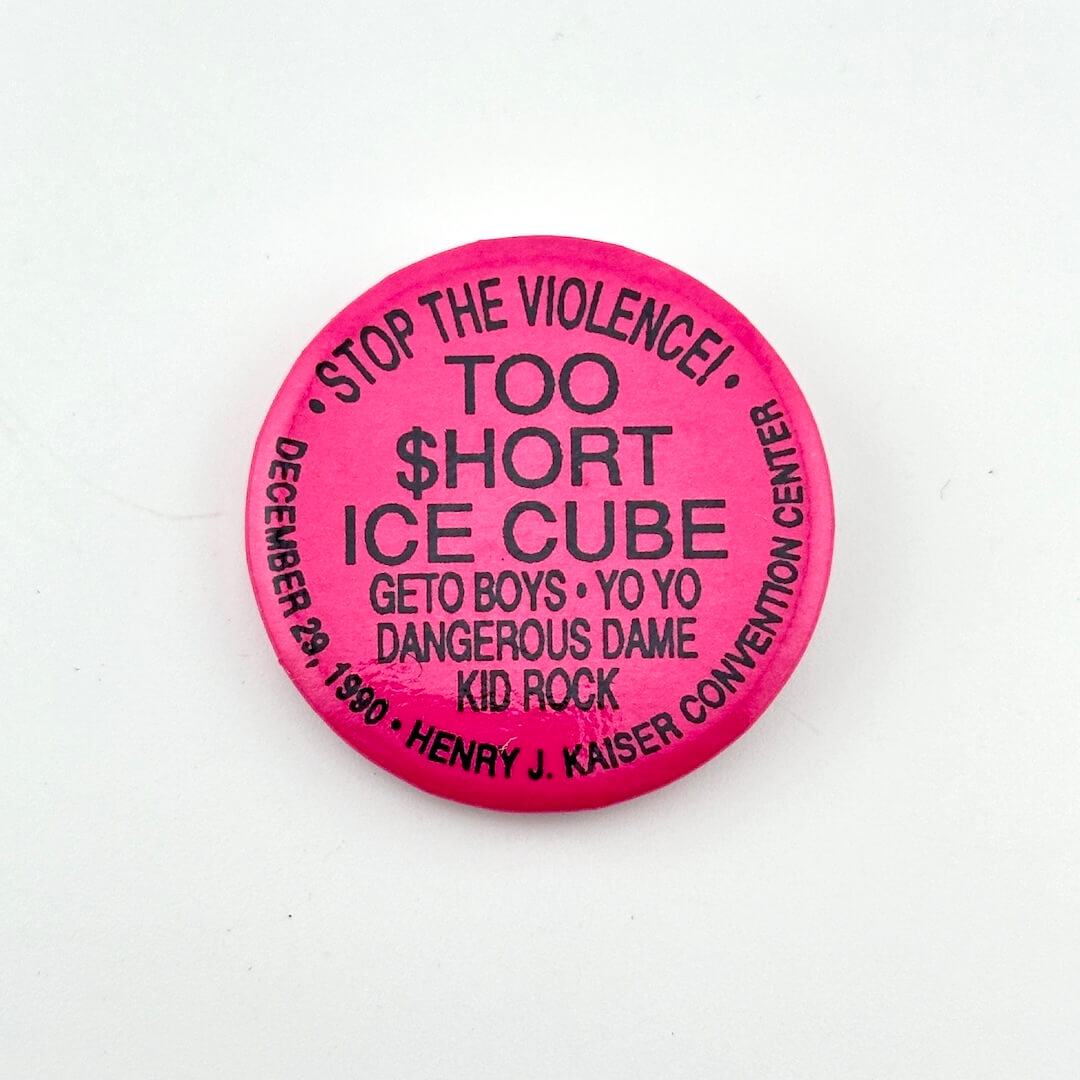 • STOP THE VIOLENCE! •
TOO
$HORT
ICE CUBE
GETO BOYS • YO YO
DANGEROUS DAME
KID ROCK
DECEMBER 29, 1990 • HENRY J. KAISER CONVENTION CENTER